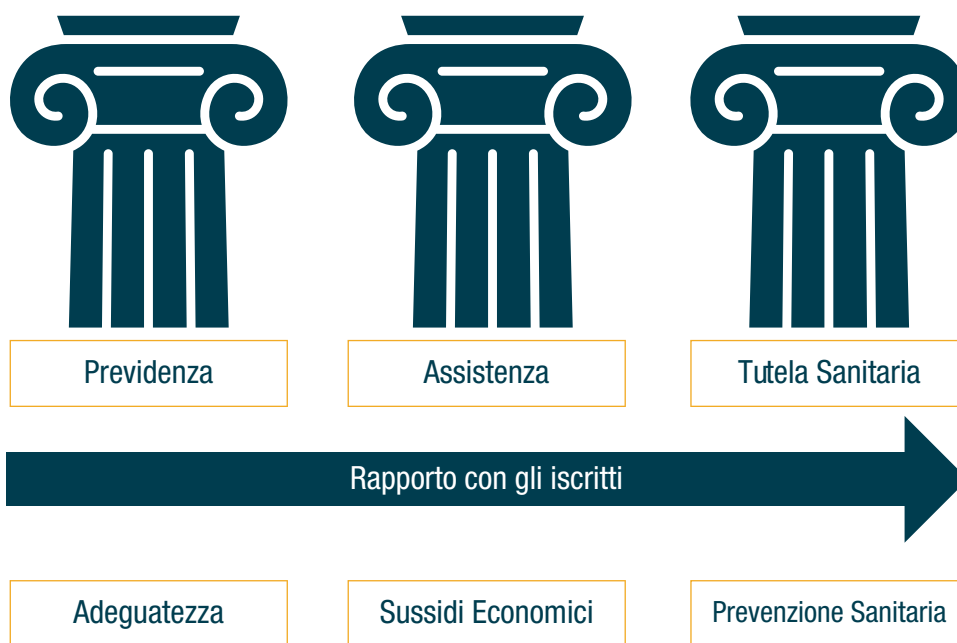 Previdenza
Assistenza
Tutela Sanitaria
Rapporto con gli iscritti
Adeguatezza
Sussidi Economici
Prevenzione Sanitaria